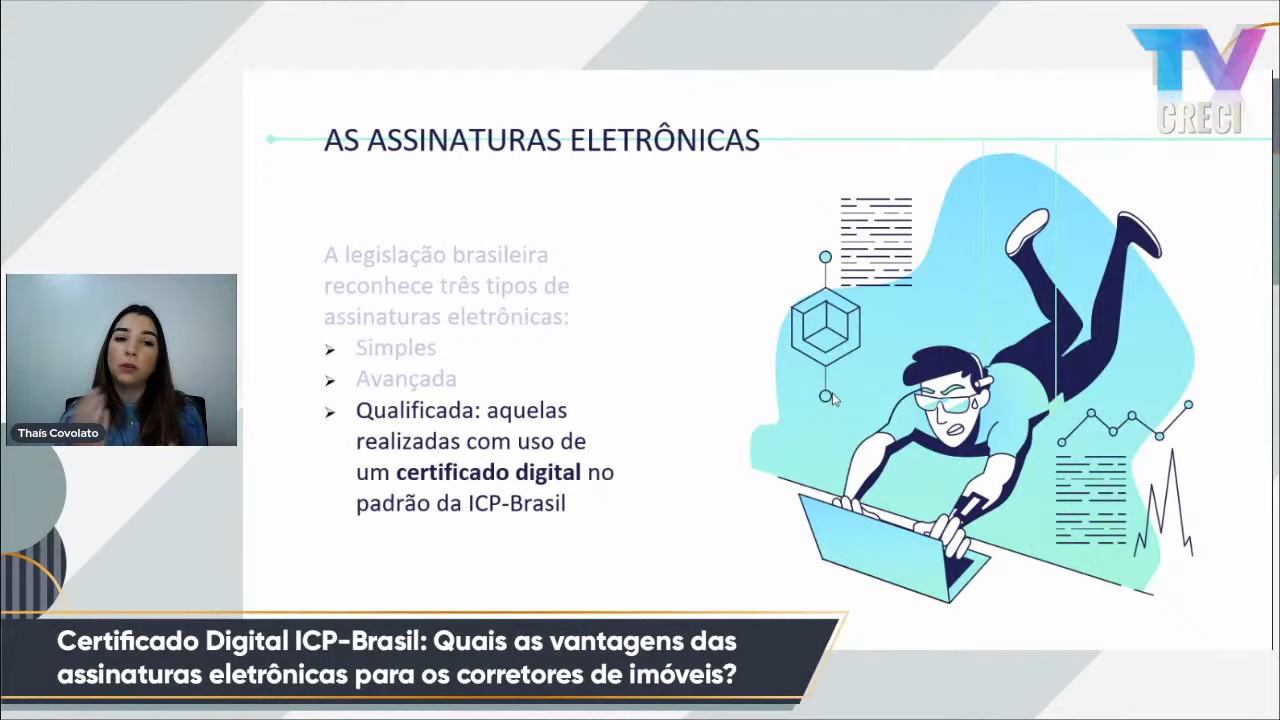 TV
CRECI
AS ASSINATURAS ELETRÔNICAS
A legislação brasileira
reconhece três tipos de
assinaturas eletrônicas:
Simples
Avançada
Qualificada: aquelas
realizadas com uso de
um certificado digital no
padrão da ICP-Brasil
Thaís Covolato
Certificado Digital ICP-Brasil: Quais as vantagens das
assinaturas eletrônicas para os corretores de imóveis?